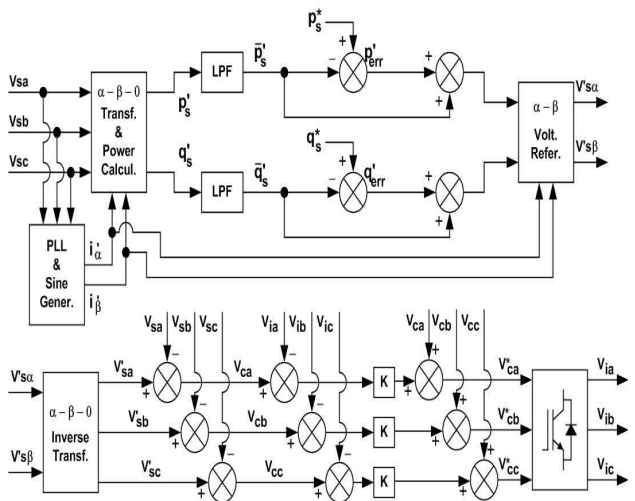 p*s
p̄'s
p'err
+
−
+
+
LPF
Vsa
α − β − 0
Transf.
&
Power
Calcul.
p's
α − β
Volt.
Refer.
V'sα
V'sβ
Vsb
q*s
Vsc
q's
q̄'s
q'err
+
−
+
+
LPF
PLL
&
Sine
Gener.
i'α
i'β
Vsa Vsb Vsc
Via Vib Vic
Vca Vcb Vcc
V'sα
V'sβ
α − β − 0
Inverse
Transf.
V'sa + − Vca + − K + + V*ca Via
V'sb + − Vcb + − K + + V*cb Vib
V'sc + − Vcc + − K + + V*cc Vic